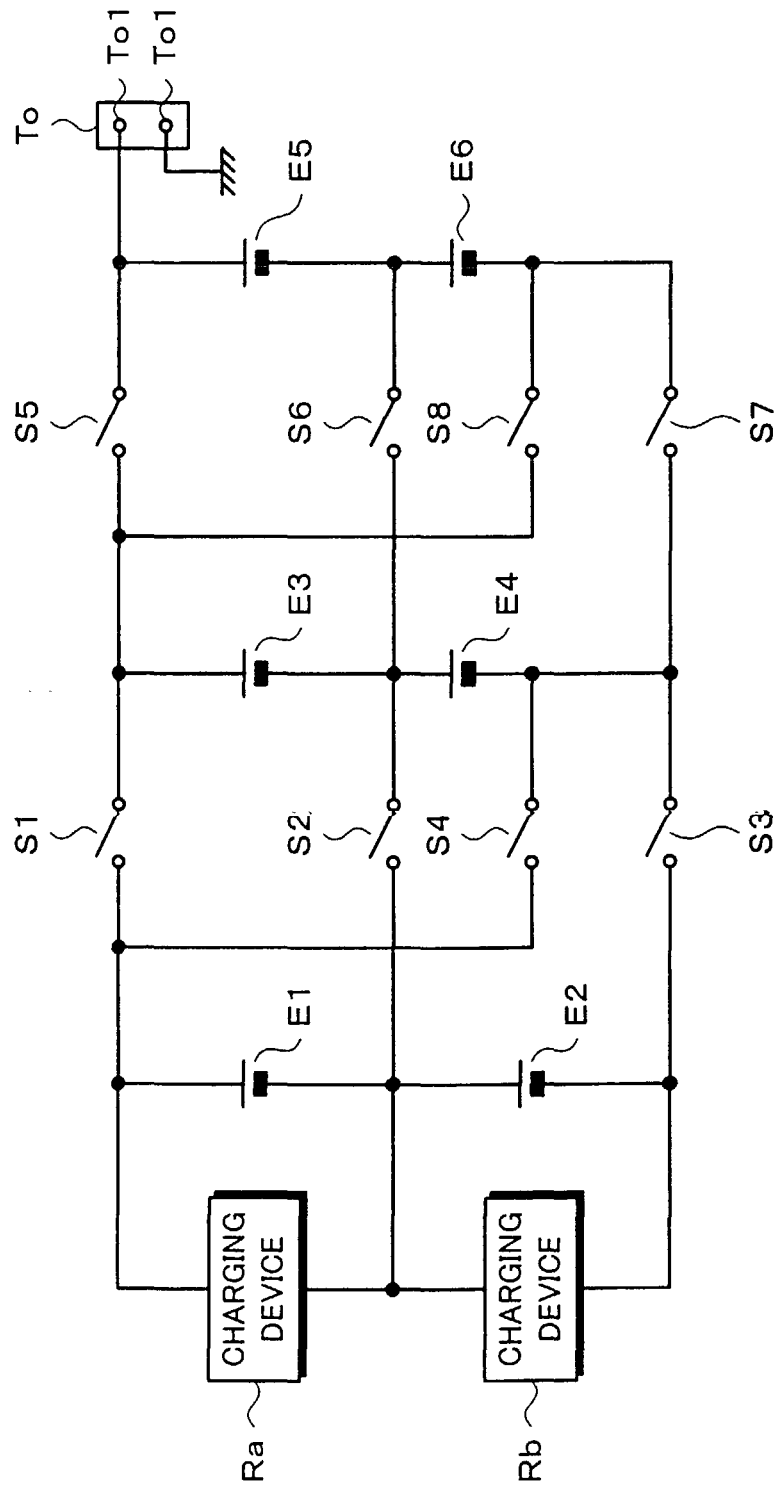 To
To1
To1
S5
E5
S6
E6
S8
S7
S1
E3
S2
E4
S4
S3
E1
E2
CHARGING
DEVICE
CHARGING
DEVICE
Ra
Rb